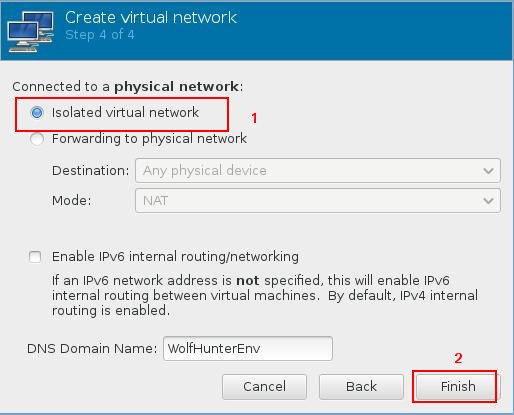 Create virtual network
Step 4 of 4
Connected to a physical network:
Isolated virtual network
1
Forwarding to physical network
Destination: Any physical device
Mode: NAT
Enable IPv6 internal routing/networking
If an IPv6 network address is not specified, this will enable IPv6
internal routing between virtual machines. By default, IPv4 internal
routing is enabled.
DNS Domain Name: WolfHunterEnv
2
Cancel Back Finish